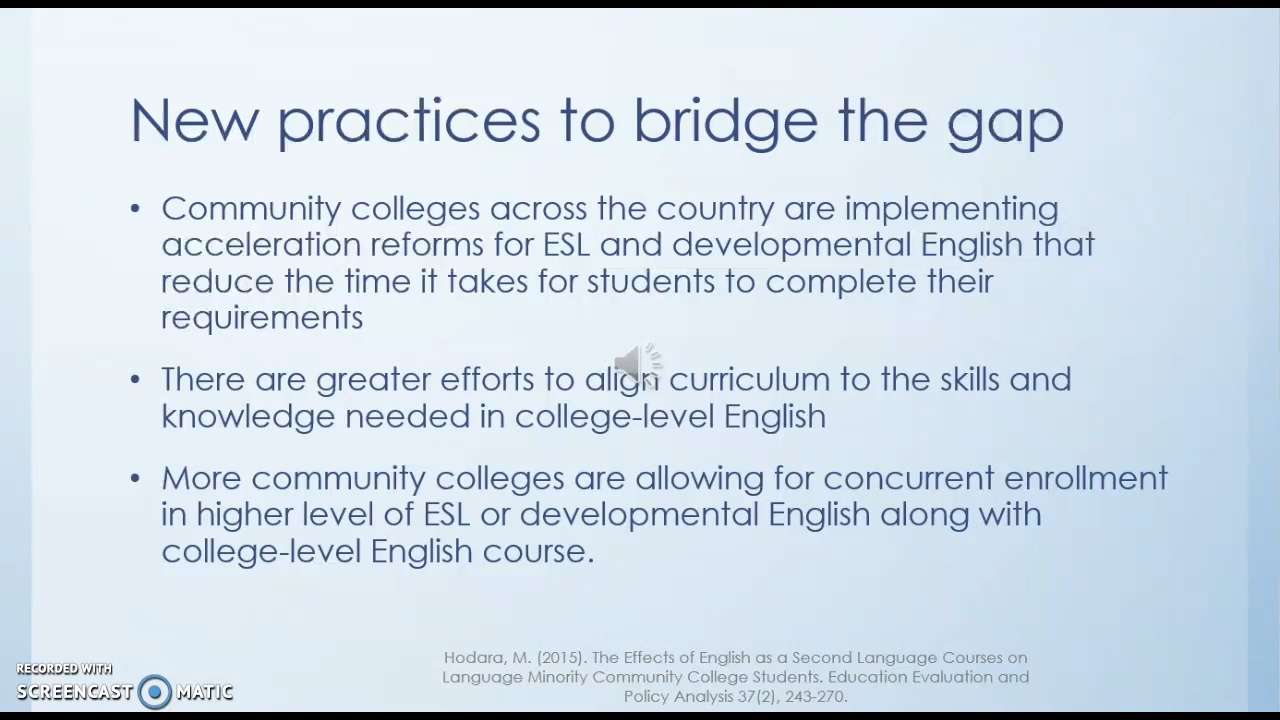 New practices to bridge the gap
• Community colleges across the country are implementing
acceleration reforms for ESL and developmental English that
reduce the time it takes for students to complete their
requirements
• There are greater efforts to align curriculum to the skills and
knowledge needed in college-level English
• More community colleges are allowing for concurrent enrollment
in higher level of ESL or developmental English along with
college-level English course.
Hodara, M. (2015). The Effects of English as a Second Language Courses on
Language Minority Community College Students. Education Evaluation and
Policy Analysis 37(2), 243-270.
RECORDED WITH
SCREENCAST MATIC